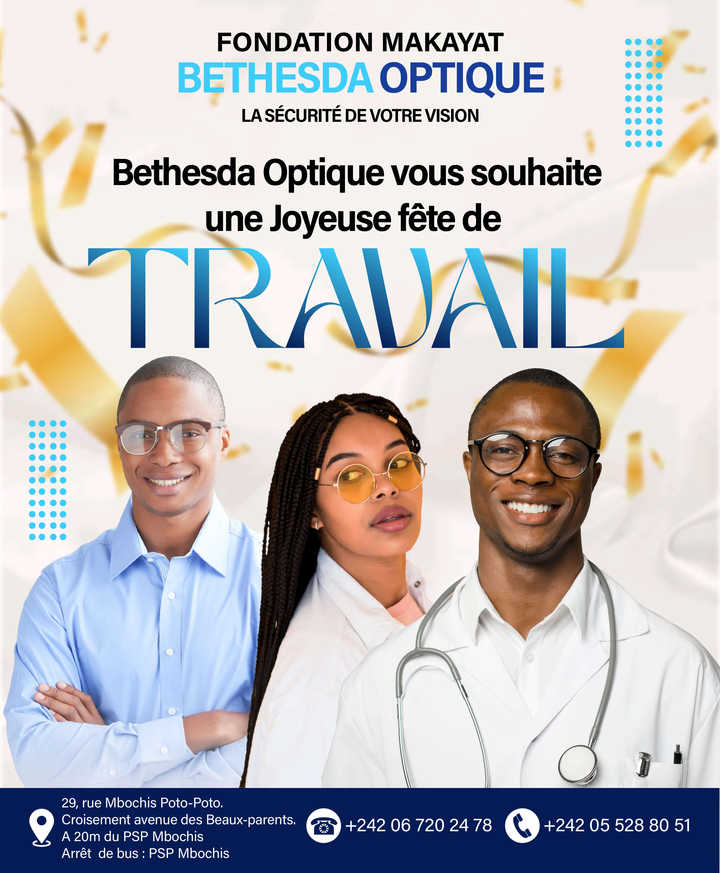 FONDATION MAKAYAT
BETHESDA OPTIQUE
LA SÉCURITÉ DE VOTRE VISION
Bethesda Optique vous souhaite
une Joyeuse fête de
TRAVAIL
29, rue Mbochis Poto-Poto.
Croisement avenue des Beaux-parents.
A 20m du PSP Mbochis
Arrêt de bus : PSP Mbochis
+242 06 720 24 78
+242 05 528 80 51